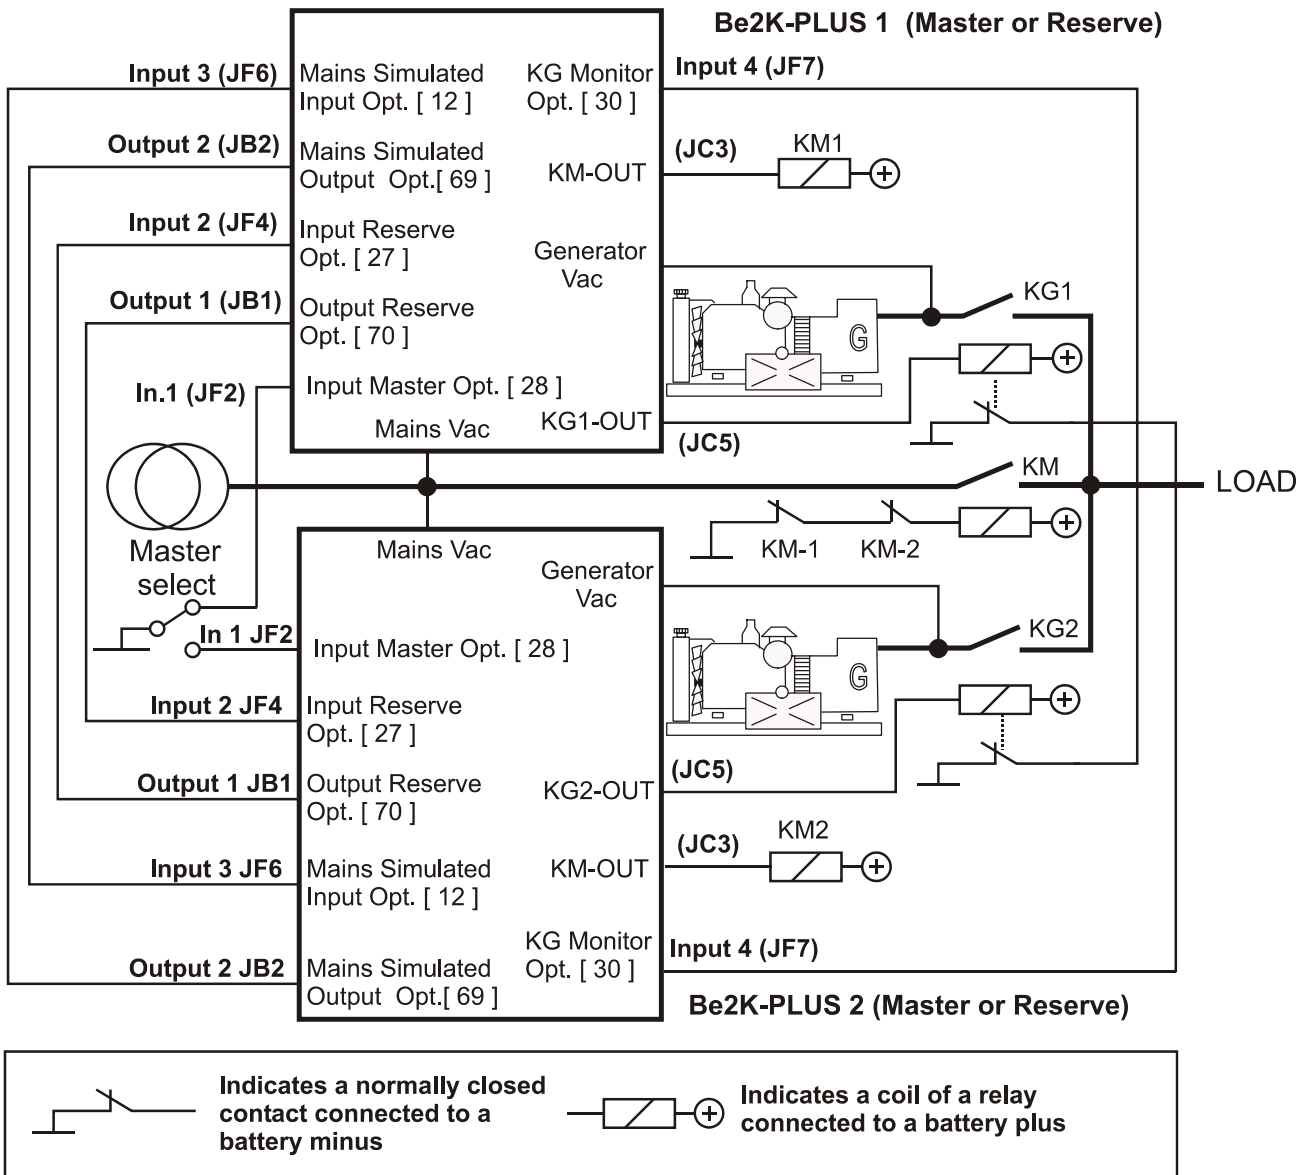 Be2K-PLUS 1 (Master or Reserve)
Input 3 (JF6)
Mains Simulated
Input Opt. [ 12 ]
KG Monitor
Opt. [ 30 ]
Input 4 (JF7)
Output 2 (JB2)
Mains Simulated
Output Opt.[ 69 ]
KM-OUT
(JC3)
KM1
Input 2 (JF4)
Input Reserve
Opt. [ 27 ]
Generator
Vac
Output 1 (JB1)
Output Reserve
Opt. [ 70 ]
G
KG1
In.1 (JF2)
Input Master Opt. [ 28 ]
KG1-OUT
(JC5)
Mains Vac
KM
LOAD
KM-1
KM-2
Master
select
Mains Vac
Generator
Vac
In 1 JF2
Input Master Opt. [ 28 ]
G
KG2
Input 2 JF4
Input Reserve
Opt. [ 27 ]
Output 1 JB1
Output Reserve
Opt. [ 70 ]
KG2-OUT
(JC5)
Input 3 JF6
Mains Simulated
Input Opt. [ 12 ]
KM-OUT
(JC3)
KM2
Output 2 JB2
Mains Simulated
Output Opt.[ 69 ]
KG Monitor
Opt. [ 30 ]
Input 4 (JF7)
Be2K-PLUS 2 (Master or Reserve)
Indicates a normally closed
contact connected to a
battery minus
Indicates a coil of a relay
connected to a battery plus